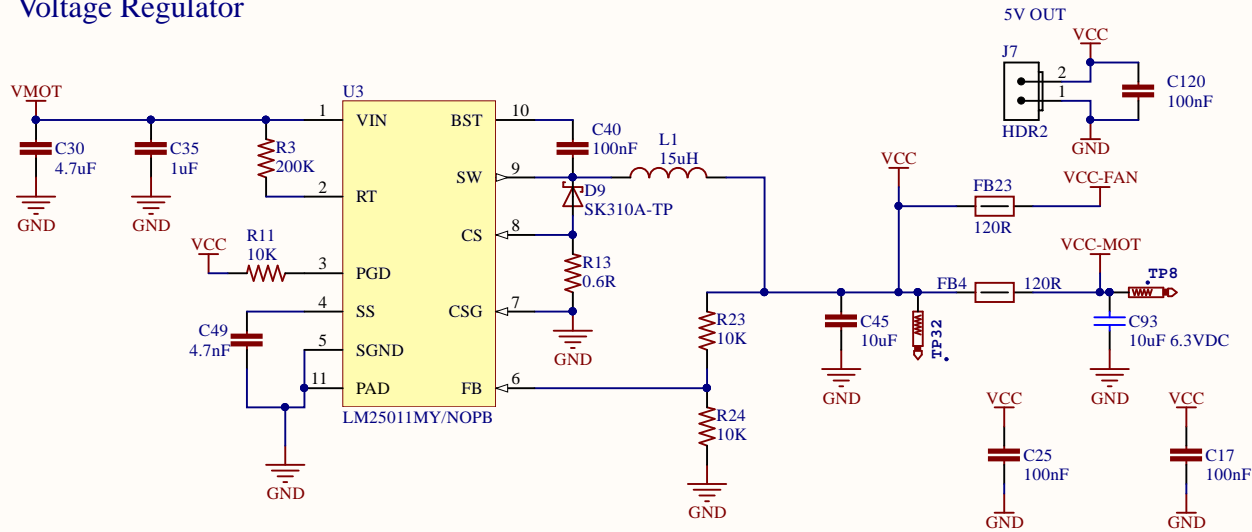 Voltage Regulator
5V OUT
VCC
J7
2
1
HDR2
C120
100nF
GND
VMOT
C30
4.7uF
GND
C35
1uF
GND
R3
200K
U3
1
VIN
2
RT
VCC
R11
10K
3
PGD
4
SS
C49
4.7nF
5
SGND
11
PAD
GND
BST
10
SW
9
CS
8
CSG
7
FB
6
LM25011MY/NOPB
C40
100nF
L1
15uH
D9
SK310A-TP
R13
0.6R
GND
R23
10K
R24
10K
GND
VCC
FB23
120R
VCC-FAN
VCC-MOT
FB4
120R
TP8
C45
10uF
GND
TP32
C93
10uF 6.3VDC
GND
VCC
C25
100nF
GND
VCC
C17
100nF
GND